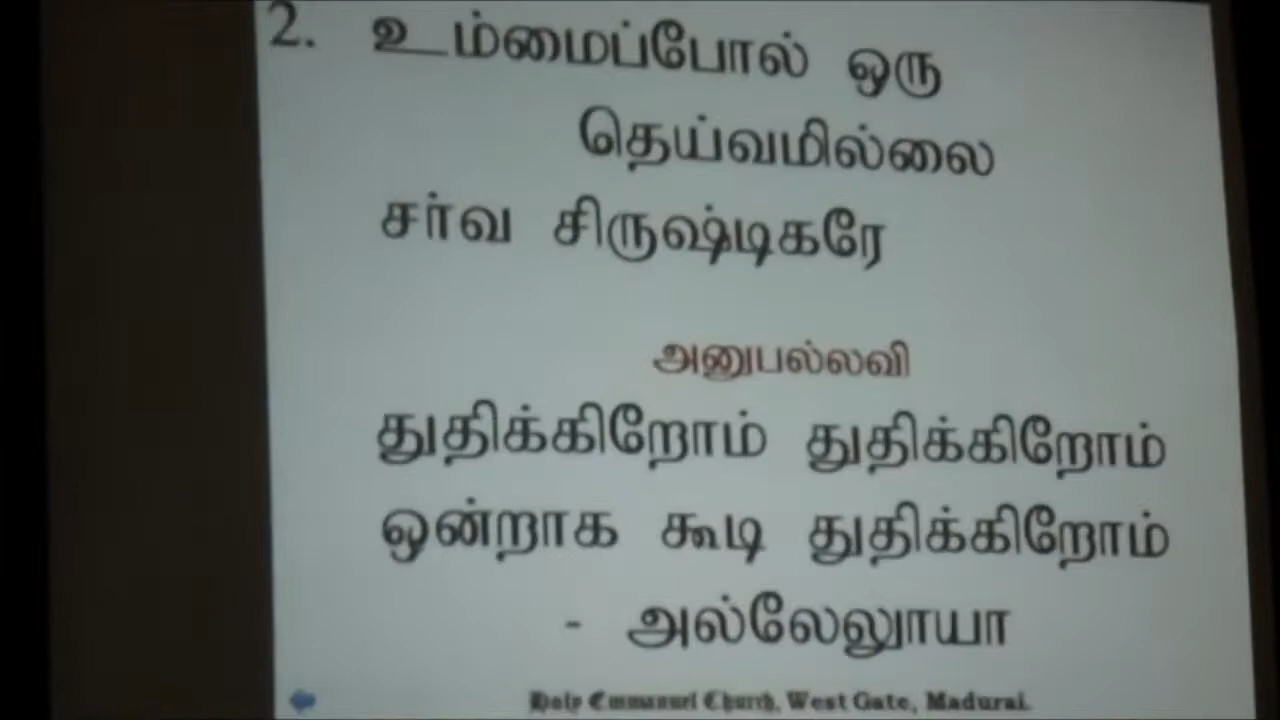 2. உம்மைப்போல் ஒரு
தெய்வமில்லை
சர்வ சிருஷ்டிகரே
அனுபல்லவி
துதிக்கிறோம் துதிக்கிறோம்
ஒன்றாக கூடி துதிக்கிறோம்
- அல்லேலுாயா
Holy Emmanuel Church, West Gate, Madurai.